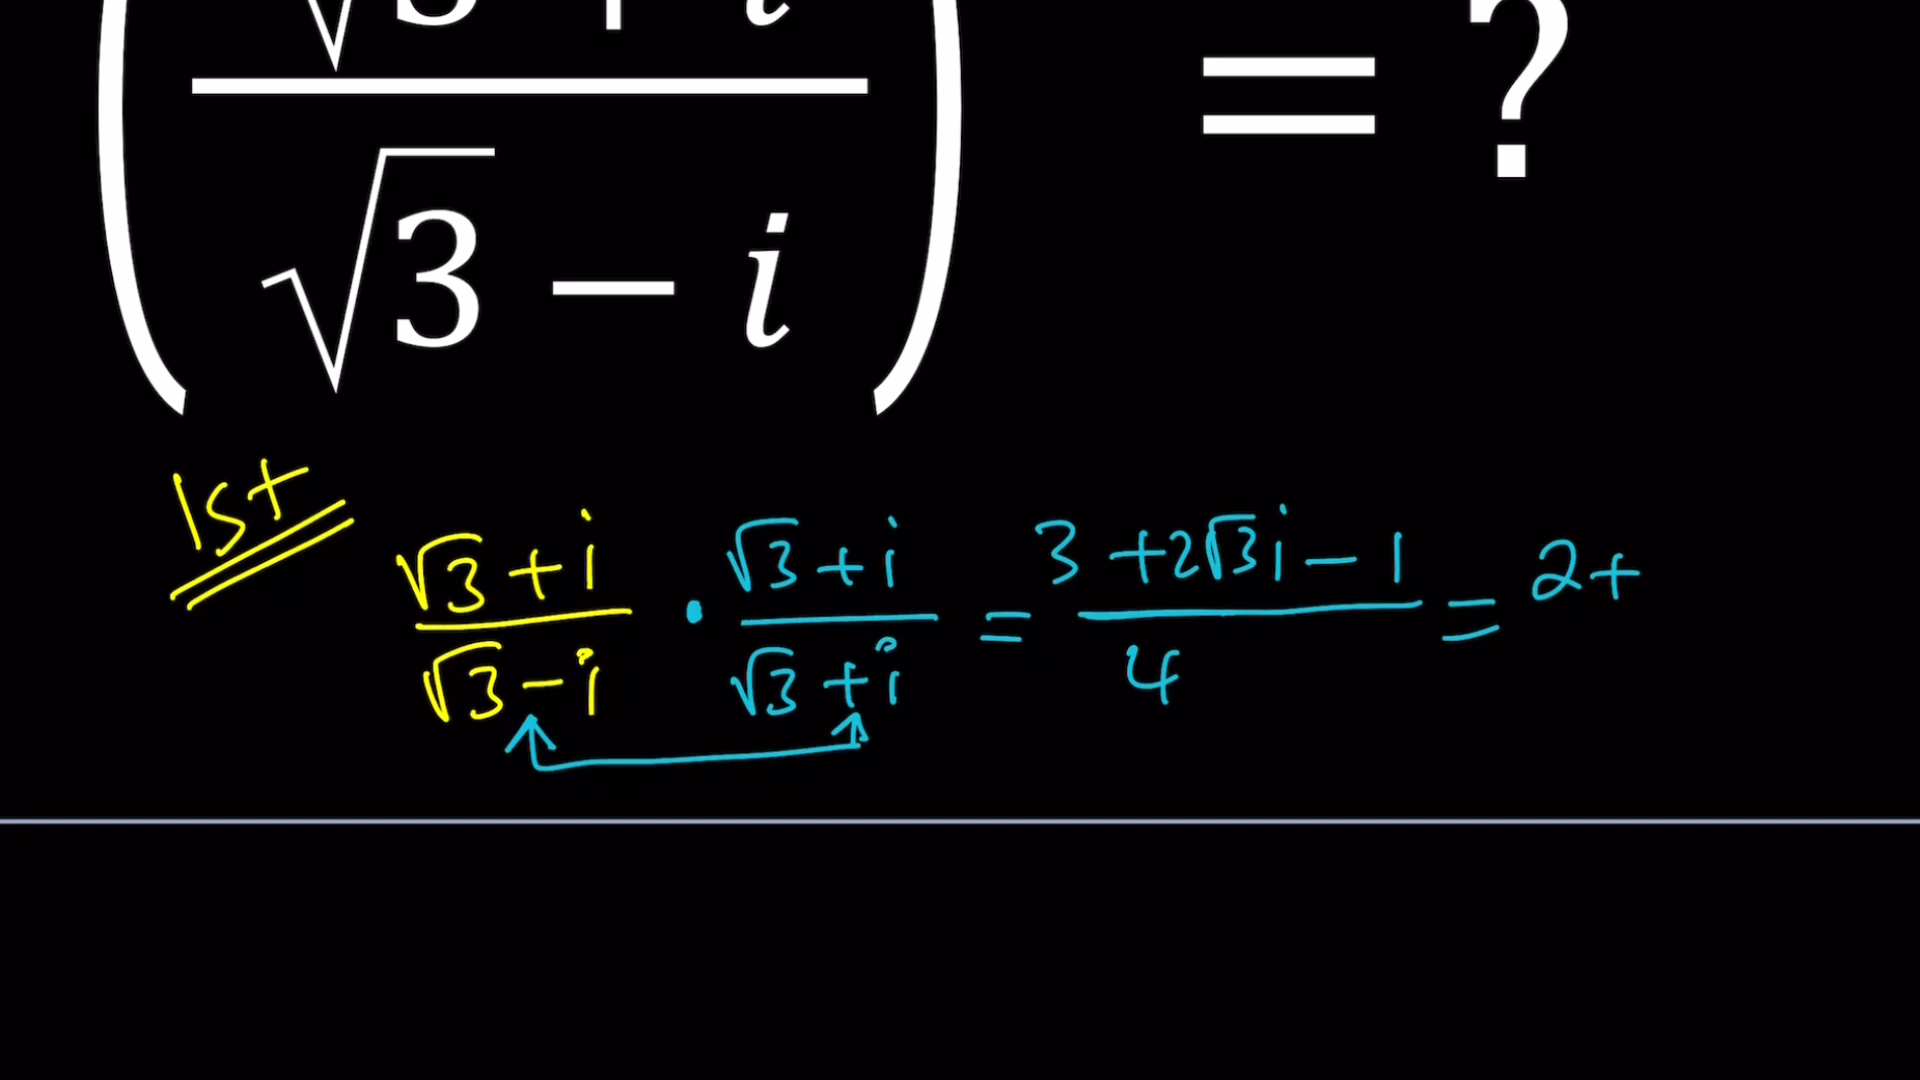 (√3 + i / √3 − i) = ?
1st
√3 + i / √3 − i · √3 + i / √3 + i = 3 + 2√3i − 1 / 4 = 2 +